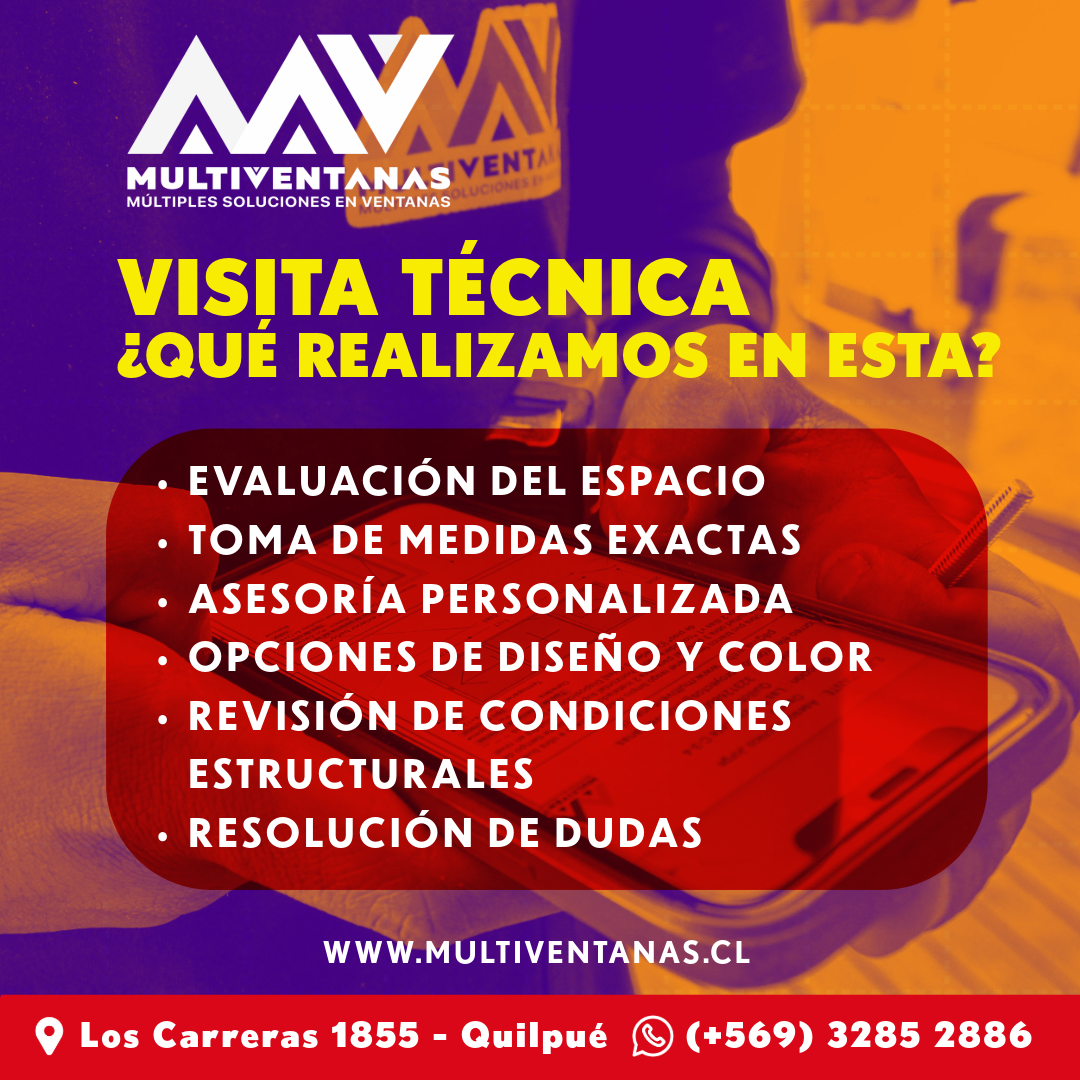 MULTIVENTANAS
MÚLTIPLES SOLUCIONES EN VENTANAS
VISITA TÉCNICA
¿QUÉ REALIZAMOS EN ESTA?
• EVALUACIÓN DEL ESPACIO
• TOMA DE MEDIDAS EXACTAS
• ASESORÍA PERSONALIZADA
• OPCIONES DE DISEÑO Y COLOR
• REVISIÓN DE CONDICIONES
ESTRUCTURALES
• RESOLUCIÓN DE DUDAS
WWW.MULTIVENTANAS.CL
Los Carreras 1855 - Quilpué (+569) 3285 2886